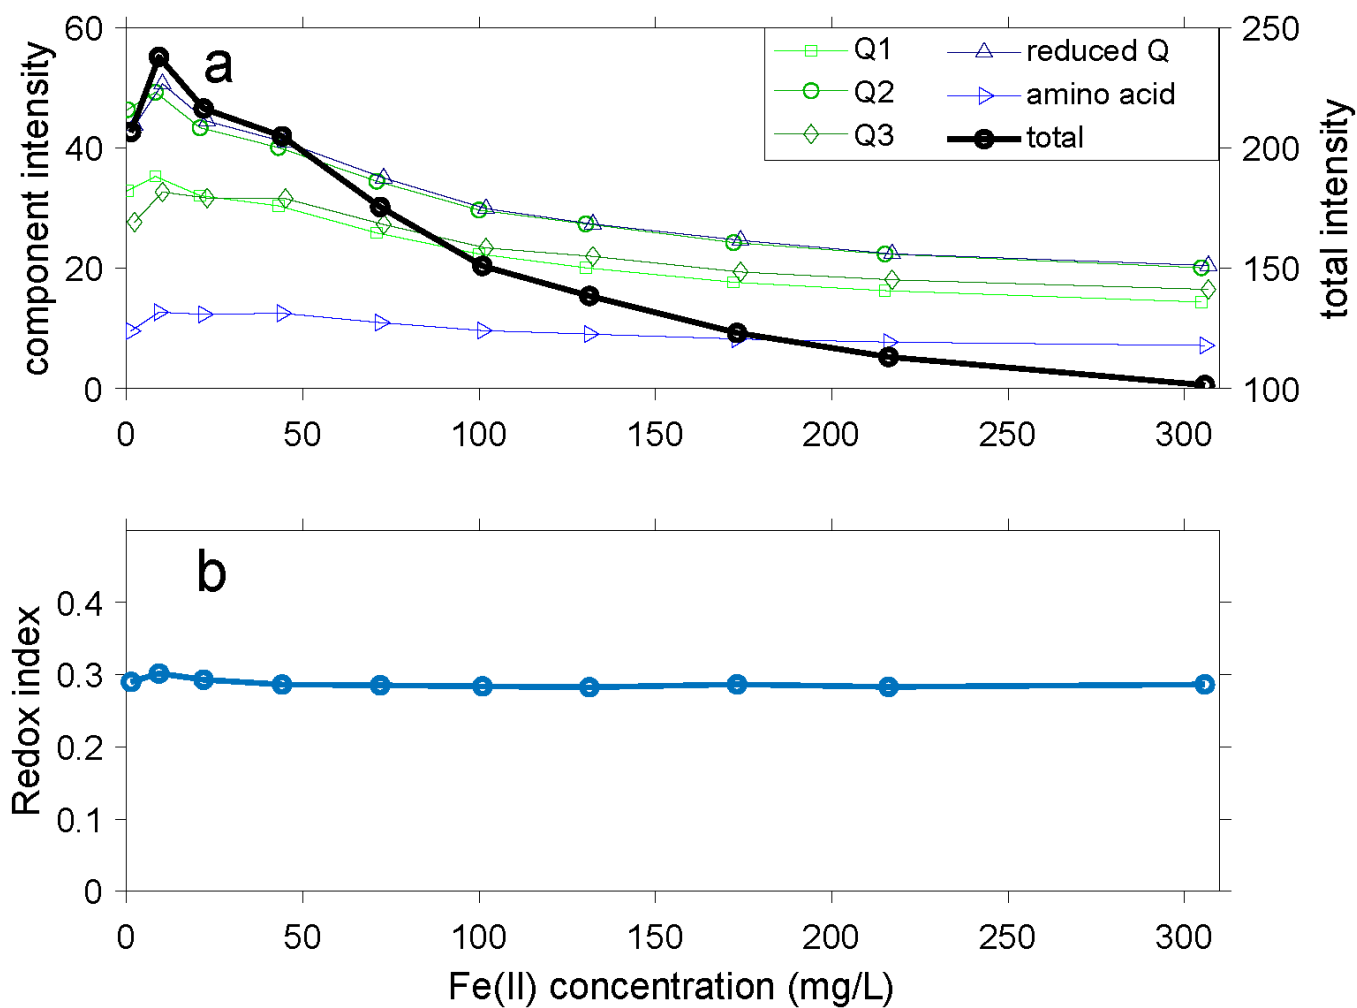 60
40
20
0
component intensity
a
Q1
Q2
Q3
reduced Q
amino acid
total
250
200
150
100
total intensity
0 50 100 150 200 250 300
b
0.4
0.3
0.2
0.1
0
Redox index
0 50 100 150 200 250 300
Fe(II) concentration (mg/L)